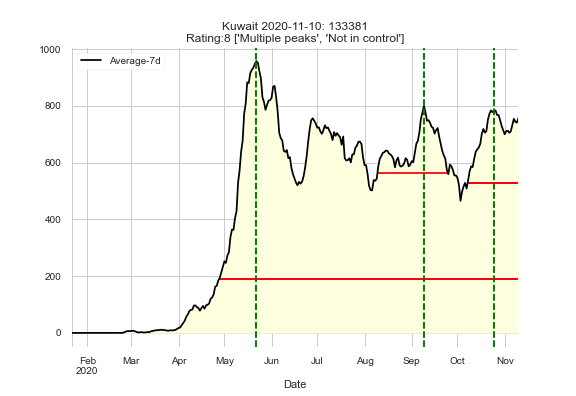 Kuwait 2020-11-10: 133381
Rating:8 ['Multiple peaks', 'Not in control']
1000
Average-7d
800
600
400
200
0
Feb Mar Apr May Jun Jul Aug Sep Oct Nov
2020
Date